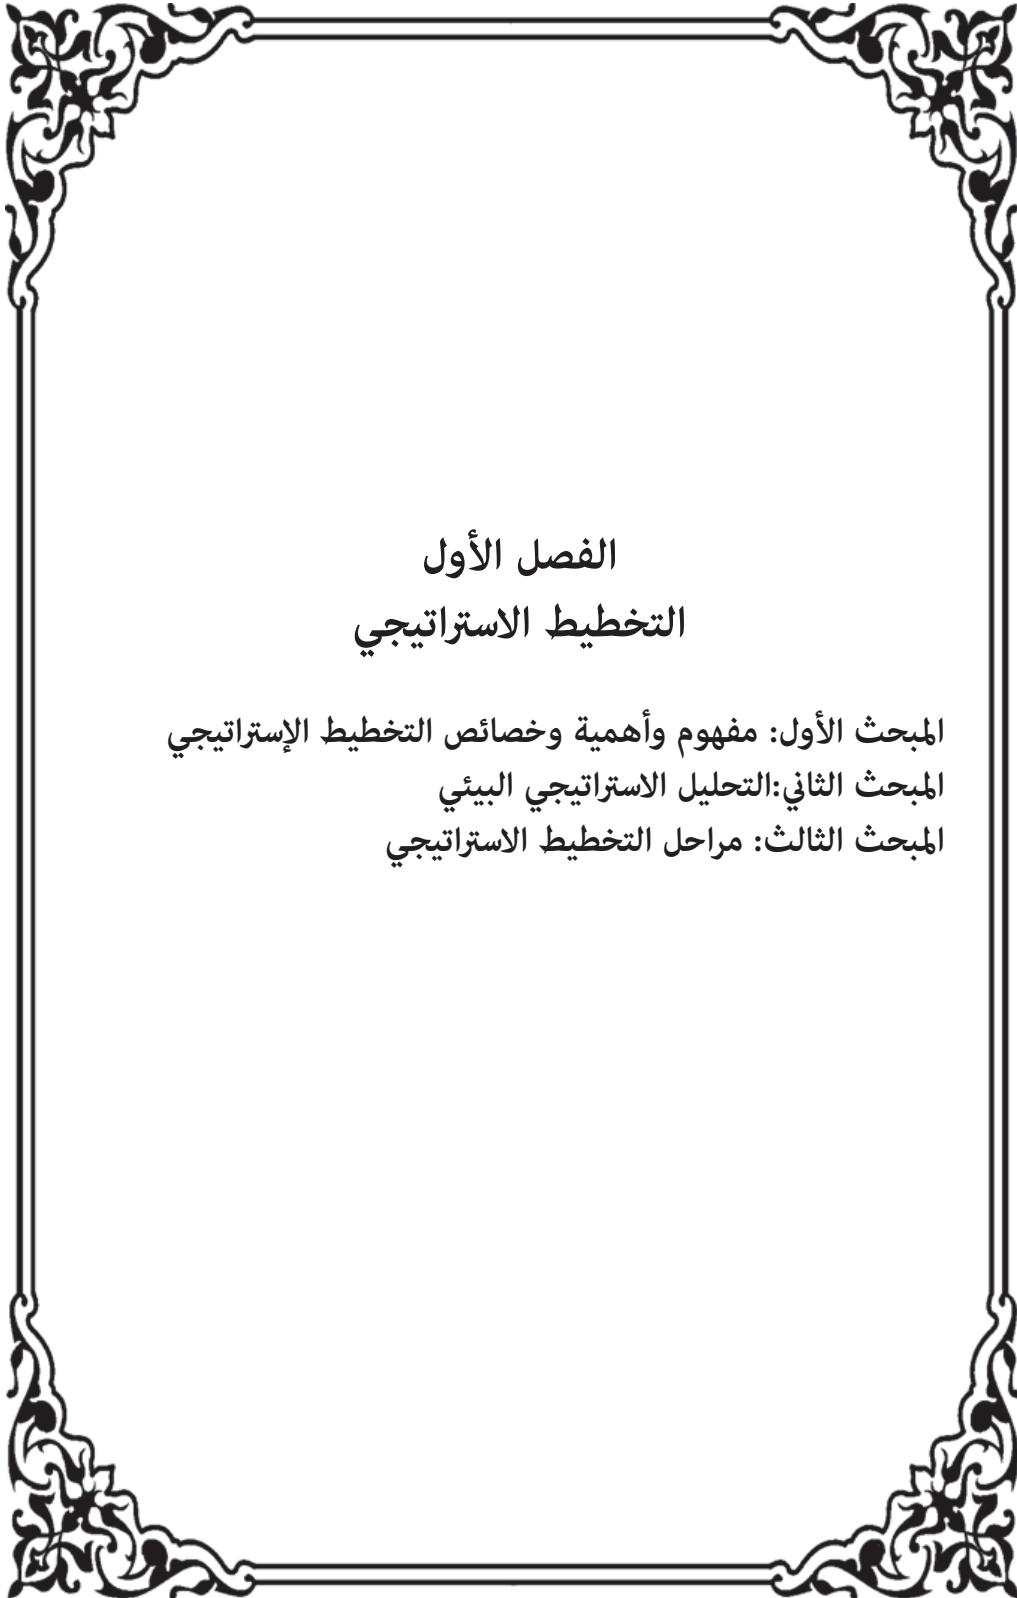 الفصل الأول
التخطيط الاستراتيجي
المبحث الأول: مفهوم وأهمية وخصائص التخطيط الإستراتيجي
المبحث الثاني:التحليل الاستراتيجي البيئي
المبحث الثالث: مراحل التخطيط الاستراتيجي